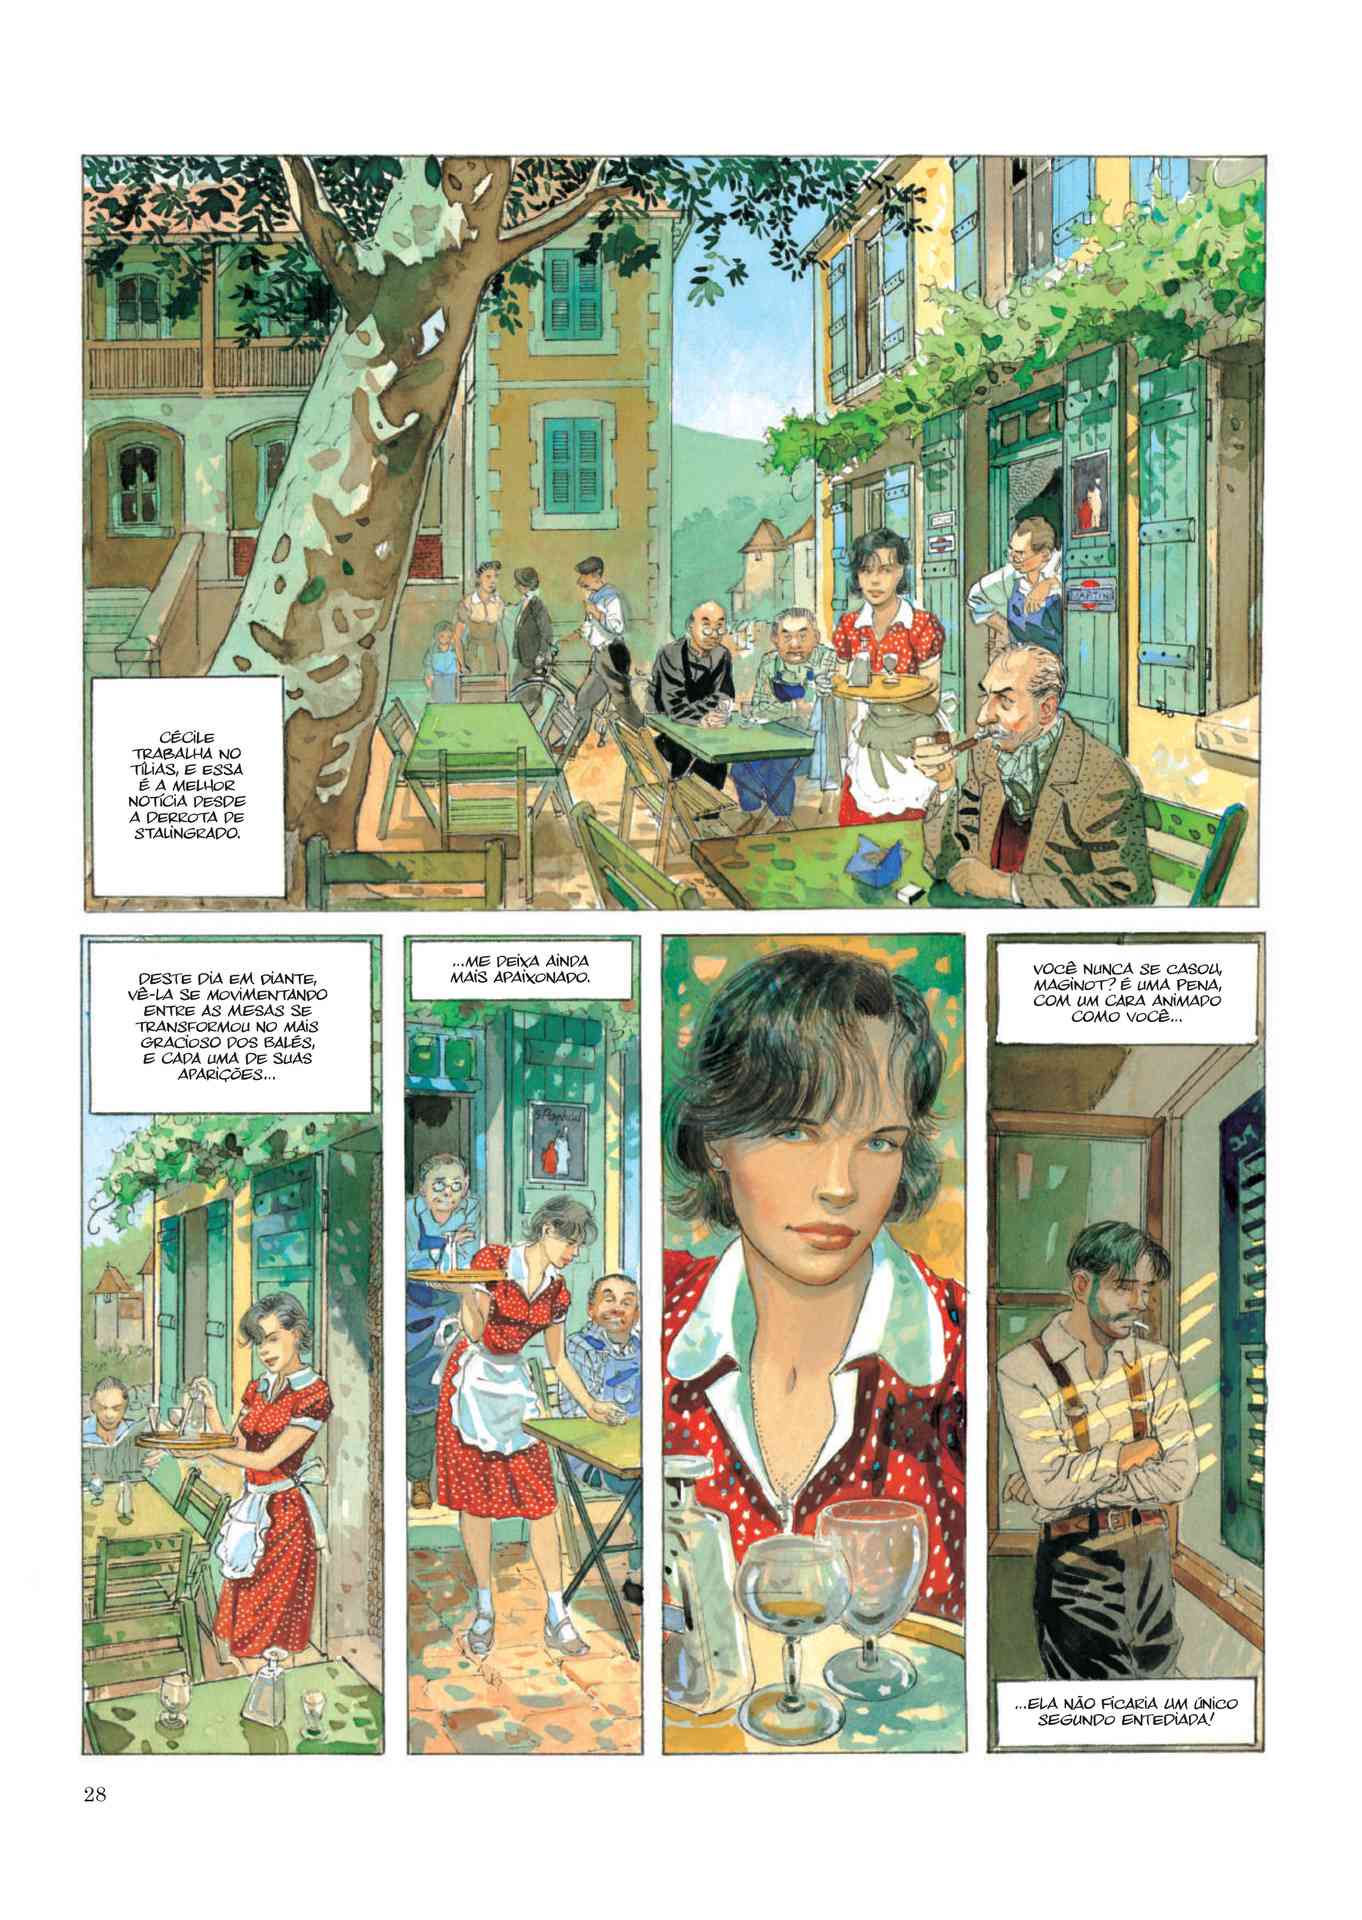 CÉCILE
TRABALHA NO
TÍLIAS, E ESSA
É A MELHOR
NOTÍCIA DESDE
A DERROTA DE
STALINGRADO.
MARTINI
DESTE DIA EM DIANTE,
VÊ-LA SE MOVIMENTANDO
ENTRE AS MESAS SE
TRANSFORMOU NO MAIS
GRACIOSO DOS BALÉS,
E CADA UMA DE SUAS
APARIÇÕES...
...ME DEIXA AINDA
MAIS APAIXONADO.
VOCÊ NUNCA SE CASOU,
MAGINOT? É UMA PENA,
COM UM CARA ANIMADO
COMO VOCÊ...
...ELA NÃO FICARIA UM ÚNICO
SEGUNDO ENTEDIADA!
28